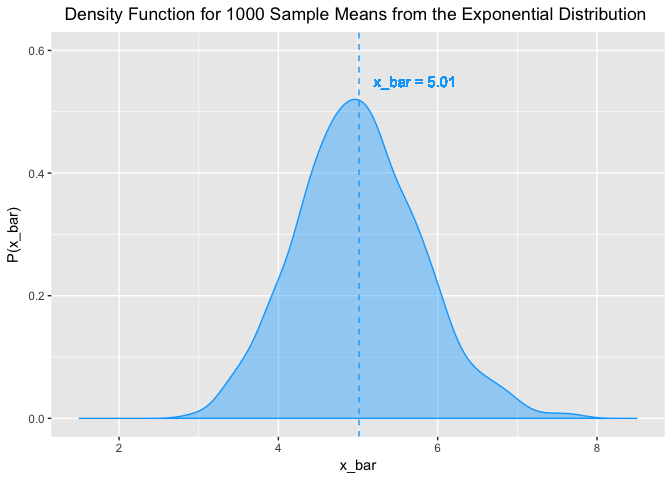 Density Function for 1000 Sample Means from the Exponential Distribution
0.6
x_bar = 5.01
0.4
P(x_bar)
0.2
0.0
2
4
6
8
x_bar